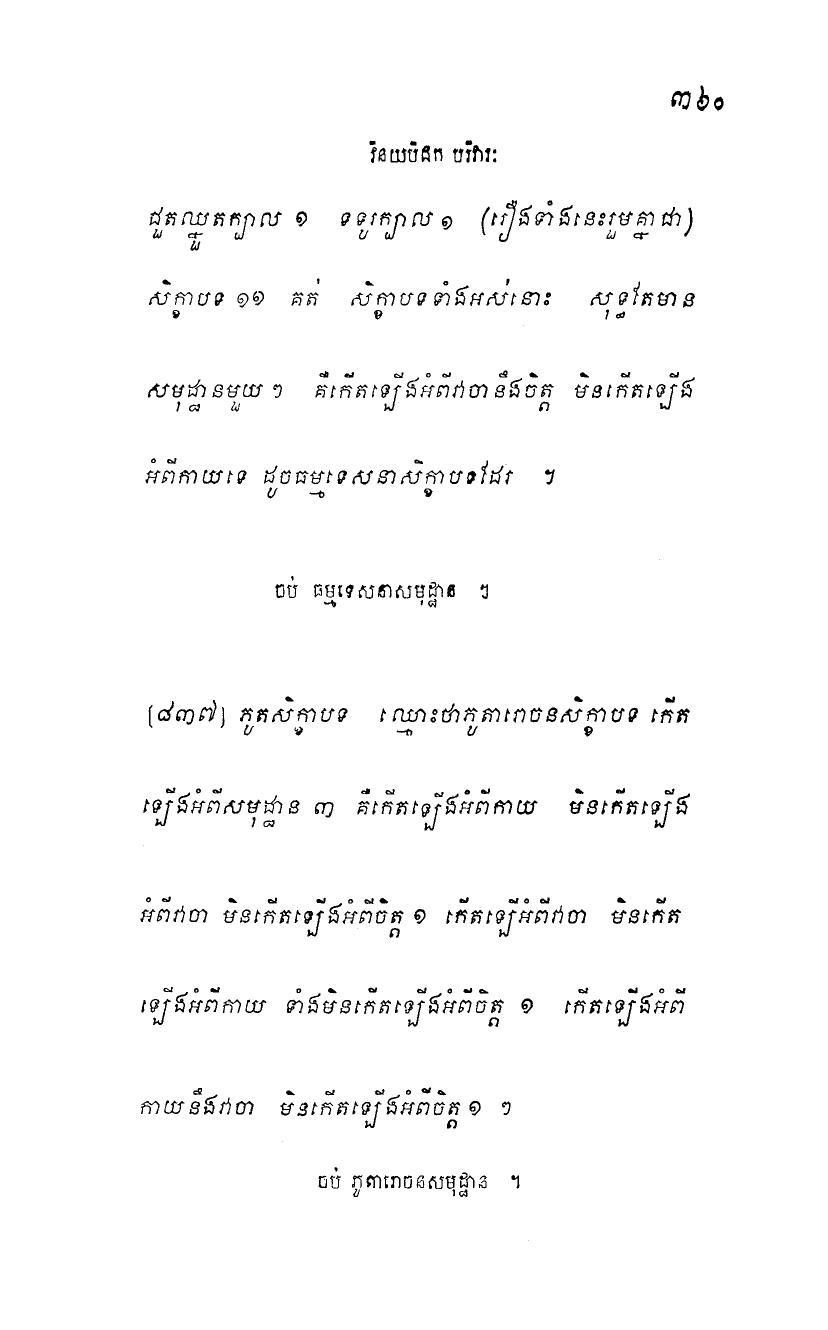 ៣៦០
វិនយបិដក បរិវារៈ
ជួតឈ្នួតក្បាល ១ ទទូរក្បាល ១ (រឿងទាំងនេះរួមគ្នាជា)
សិក្ខាបទ ១១ គត់ សិក្ខាបទទាំងអស់នោះ សុទ្ធតែមាន
សមុដ្ឋានមួយ ៗ គឺកើតឡើងអំពីវាចានឹងចិត្ត មិនកើតឡើង
អំពីកាយទេ ដូចធម្មទេសនាសិក្ខាបទដែរ ។
ចប់ ធម្មទេសនាសមុដ្ឋាន ។
[៨៣៧] ភូតសិក្ខាបទ ឈ្មោះថាភូតារោចនសិក្ខាបទ កើត
ឡើងអំពីសមុដ្ឋាន ៣ គឺកើតឡើងអំពីកាយ មិនកើតឡើង
អំពីវាចា មិនកើតឡើងអំពីចិត្ត ១ កើតឡើអំពីវាចា មិនកើត
ឡើងអំពីកាយ ទាំងមិនកើតឡើងអំពីចិត្ត ១ កើតឡើងអំពី
កាយនឹងវាចា មិនកើតឡើងអំពីចិត្ត ១ ។
ចប់ ភូតារោចនសមុដ្ឋាន ។